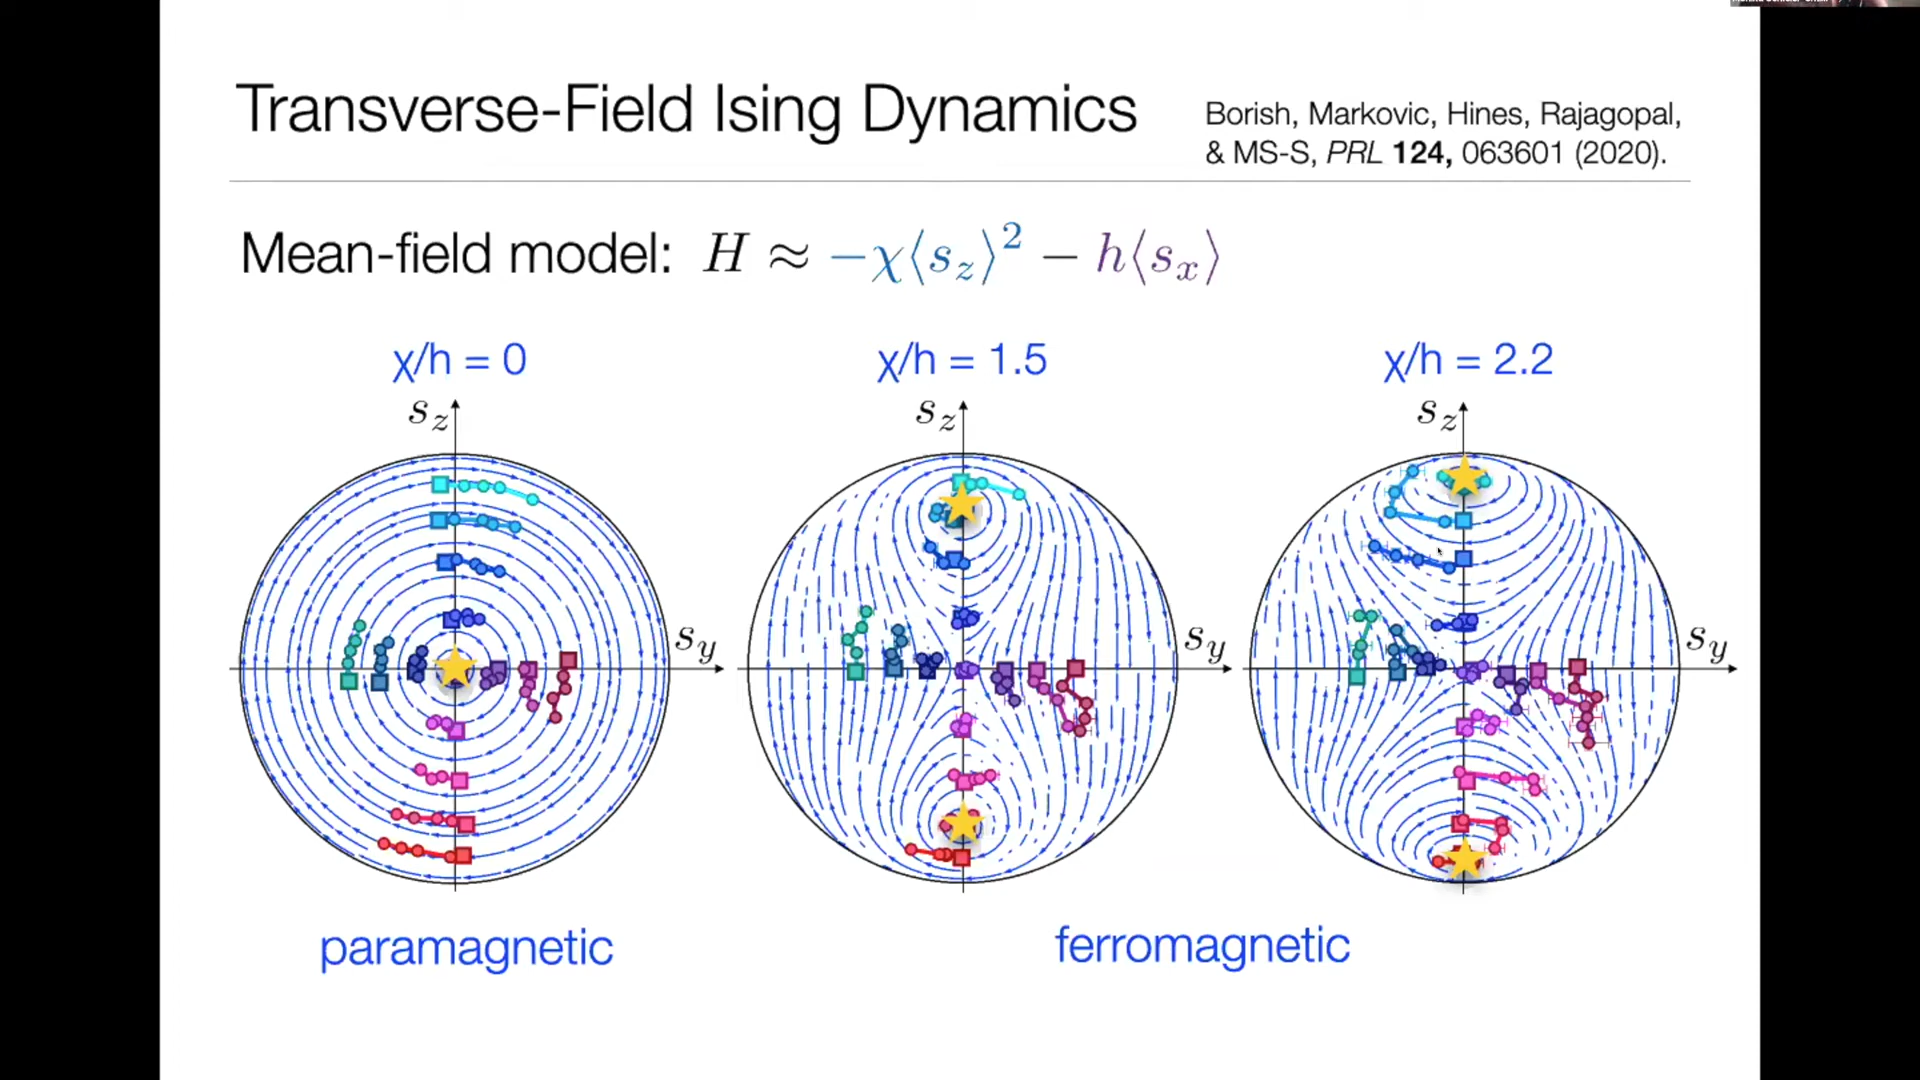 Transverse-Field Ising Dynamics
Borish, Markovic, Hines, Rajagopal,
& MS-S, PRL 124, 063601 (2020).
Mean-field model: H ≈ −χ⟨s_z⟩² − h⟨s_x⟩
χ/h = 0
χ/h = 1.5
χ/h = 2.2
s_z
s_z
s_z
s_y
s_y
s_y
paramagnetic
ferromagnetic